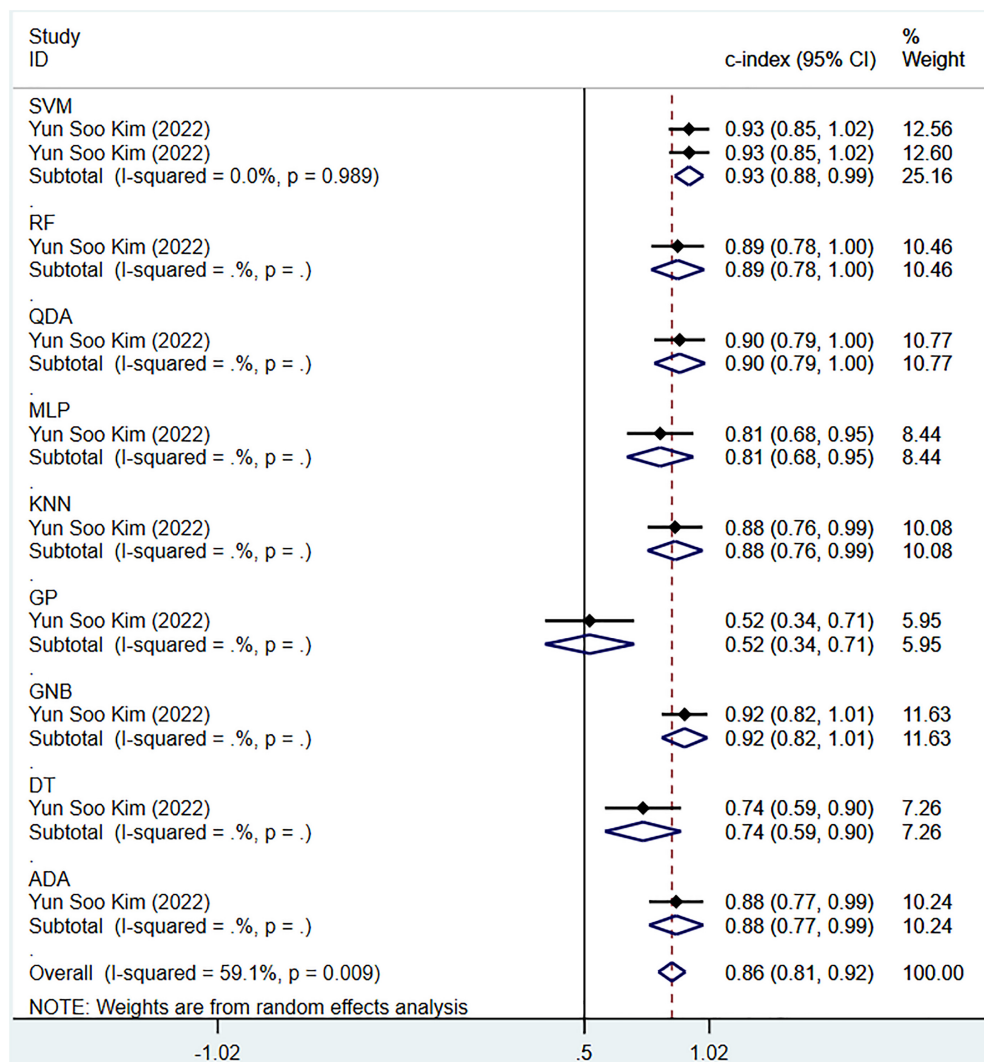 Study %
ID c-index (95% CI) Weight
SVM
Yun Soo Kim (2022) 0.93 (0.85, 1.02) 12.56
Yun Soo Kim (2022) 0.93 (0.85, 1.02) 12.60
Subtotal (I-squared = 0.0%, p = 0.989) 0.93 (0.88, 0.99) 25.16
.
RF
Yun Soo Kim (2022) 0.89 (0.78, 1.00) 10.46
Subtotal (I-squared = .%, p = .) 0.89 (0.78, 1.00) 10.46
.
QDA
Yun Soo Kim (2022) 0.90 (0.79, 1.00) 10.77
Subtotal (I-squared = .%, p = .) 0.90 (0.79, 1.00) 10.77
.
MLP
Yun Soo Kim (2022) 0.81 (0.68, 0.95) 8.44
Subtotal (I-squared = .%, p = .) 0.81 (0.68, 0.95) 8.44
.
KNN
Yun Soo Kim (2022) 0.88 (0.76, 0.99) 10.08
Subtotal (I-squared = .%, p = .) 0.88 (0.76, 0.99) 10.08
.
GP
Yun Soo Kim (2022) 0.52 (0.34, 0.71) 5.95
Subtotal (I-squared = .%, p = .) 0.52 (0.34, 0.71) 5.95
.
GNB
Yun Soo Kim (2022) 0.92 (0.82, 1.01) 11.63
Subtotal (I-squared = .%, p = .) 0.92 (0.82, 1.01) 11.63
.
DT
Yun Soo Kim (2022) 0.74 (0.59, 0.90) 7.26
Subtotal (I-squared = .%, p = .) 0.74 (0.59, 0.90) 7.26
.
ADA
Yun Soo Kim (2022) 0.88 (0.77, 0.99) 10.24
Subtotal (I-squared = .%, p = .) 0.88 (0.77, 0.99) 10.24
.
Overall (I-squared = 59.1%, p = 0.009) 0.86 (0.81, 0.92) 100.00
NOTE: Weights are from random effects analysis
-1.02 .5 1.02